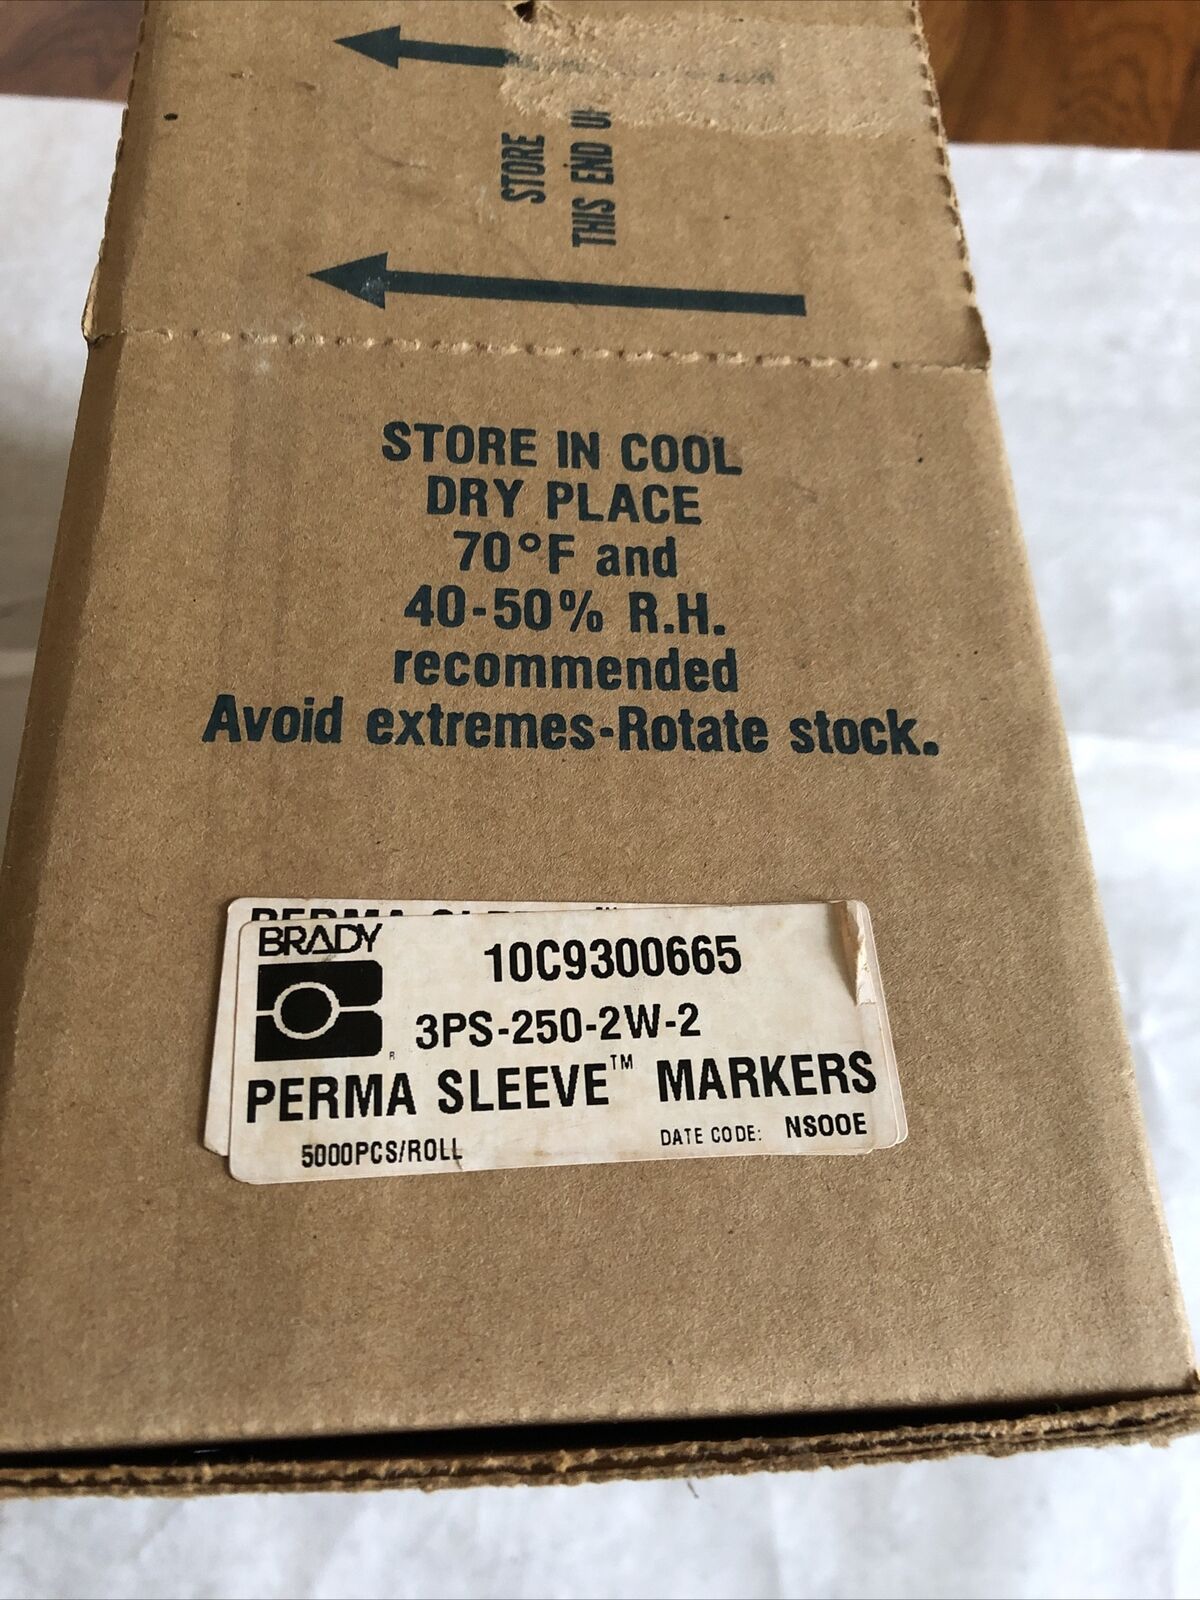 STORE
THIS END
STORE IN COOL
DRY PLACE
70°F and
40-50% R.H.
recommended
Avoid extremes-Rotate stock.
BRADY
10C9300665
3PS-250-2W-2
R
PERMA SLEEVE™ MARKERS
5000PCS/ROLL
DATE CODE: NSOOE